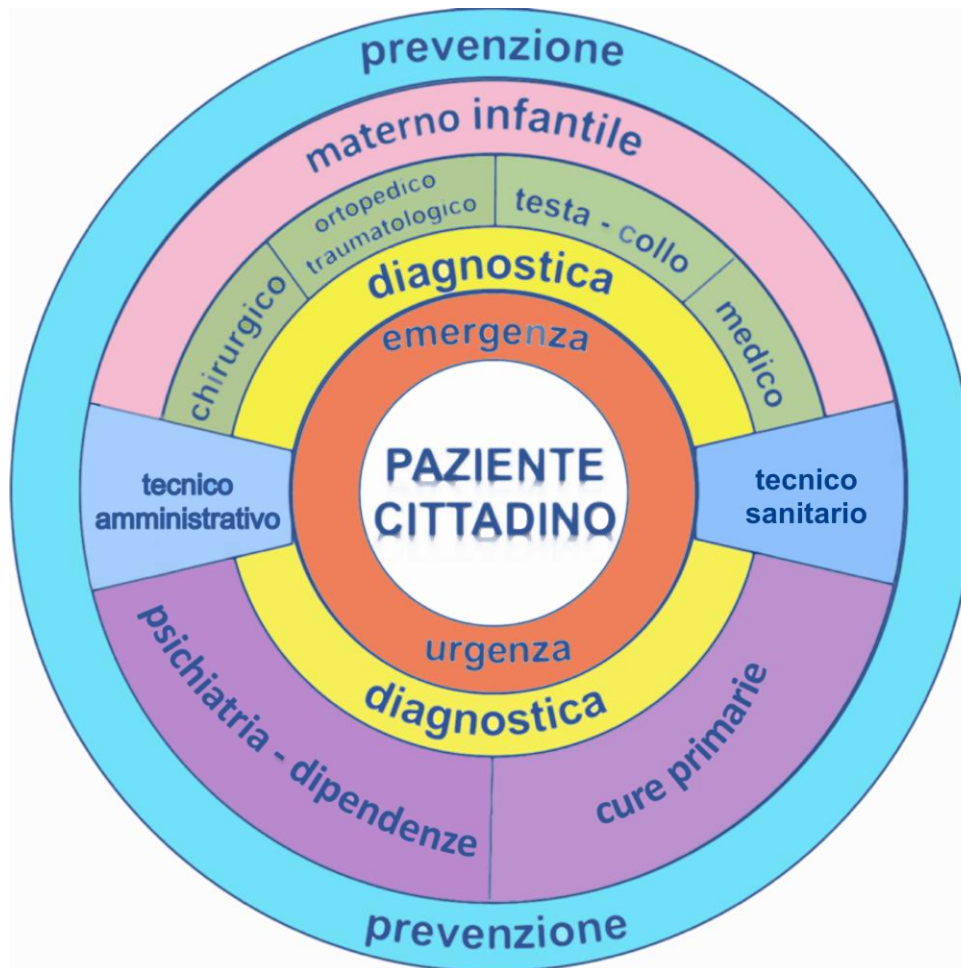 prevenzione
materno infantile
ortopedico
traumatologico
testa - collo
chirurgico
medico
diagnostica
emergenza
PAZIENTE
CITTADINO
tecnico
amministrativo
tecnico
sanitario
urgenza
diagnostica
psichiatria - dipendenze
cure primarie
prevenzione